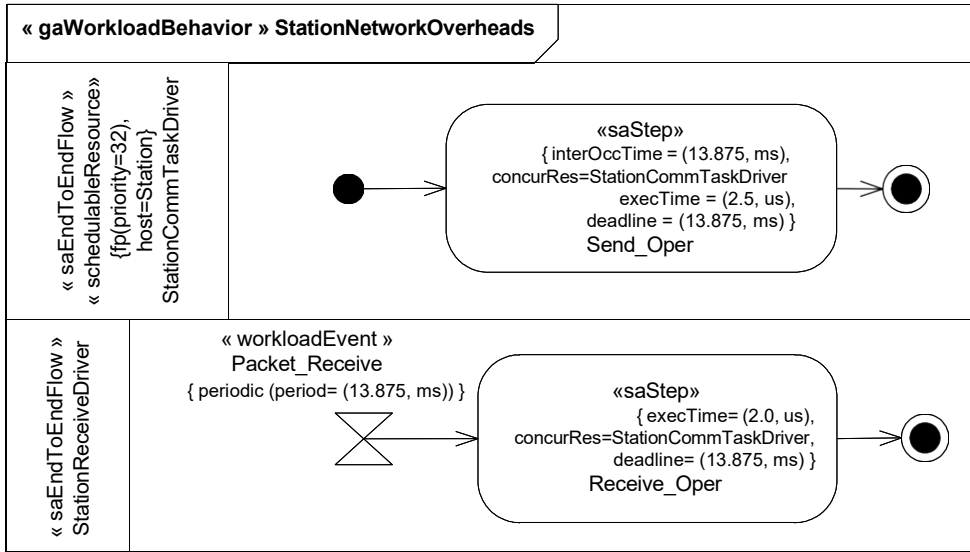 « gaWorkloadBehavior » StationNetworkOverheads
« saEndToEndFlow »
« schedulableResource»
{fp(priority=32),
host=Station}
StationCommTaskDriver
«saStep»
{ interOccTime = (13.875, ms),
concurRes=StationCommTaskDriver
execTime = (2.5, us),
deadline = (13.875, ms) }
Send_Oper
« saEndToEndFlow »
StationReceiveDriver
« workloadEvent »
Packet_Receive
{ periodic (period= (13.875, ms)) }
«saStep»
{ execTime= (2.0, us),
concurRes=StationCommTaskDriver,
deadline= (13.875, ms) }
Receive_Oper